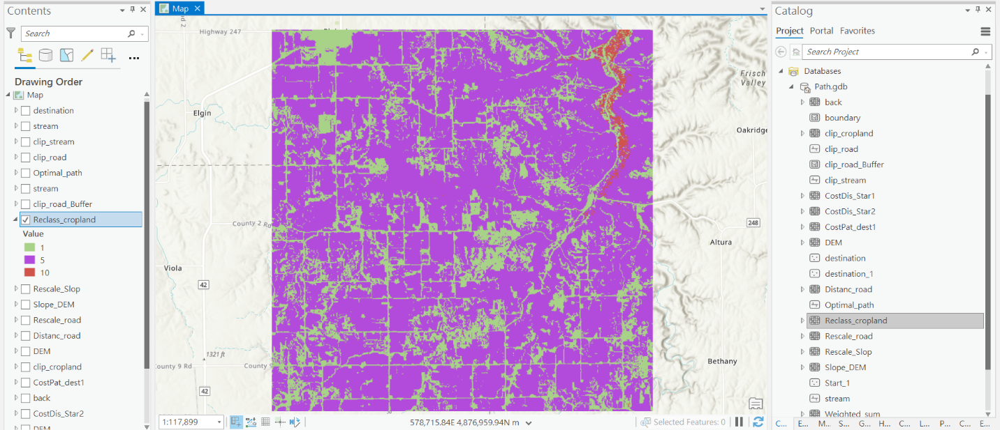 Contents
Search
Drawing Order
Map
destination
stream
clip_stream
clip_road
Optimal_path
stream
clip_road_Buffer
Reclass_cropland
Value
1
5
10
Rescale_Slop
Slope_DEM
Rescale_road
Distanc_road
DEM
clip_cropland
CostPat_dest1
back
CostDis_Star2
DEM
Map
Highway 247
Elgin
Frisch
Valley
Oakridge
County 2 Rd
248
Altura
Viola
42
1321 ft
County 9 Rd
County 9
Bethany
42
1:117,899
578,715.84E 4,876,959.94N m
Selected Features: 0
Catalog
Project Portal Favorites
Search Project
Databases
Path.gdb
back
boundary
clip_cropland
clip_road
clip_road_Buffer
clip_stream
CostDis_Star1
CostDis_Star2
CostPat_dest1
DEM
destination
destination_1
Distanc_road
Optimal_path
Reclass_cropland
Rescale_road
Rescale_Slop
Slope_DEM
Start_1
stream
Weighted_sum
C... E... M... S... G... H... C... L... P... C... E...